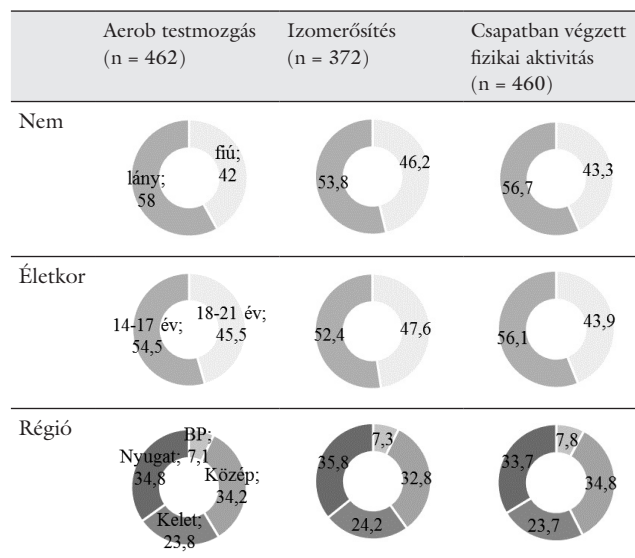 Aerob testmozgás
(n = 462)
Izomerősítés
(n = 372)
Csapatban végzett
fizikai aktivitás
(n = 460)
Nem
fiú;
42
lány;
58
46,2
53,8
43,3
56,7
Életkor
18-21 év;
45,5
14-17 év;
54,5
47,6
52,4
43,9
56,1
Régió
BP;
7,1
Nyugat;
34,8
Közép;
34,2
Kelet;
23,8
7,3
35,8
32,8
24,2
7,8
33,7
34,8
23,7